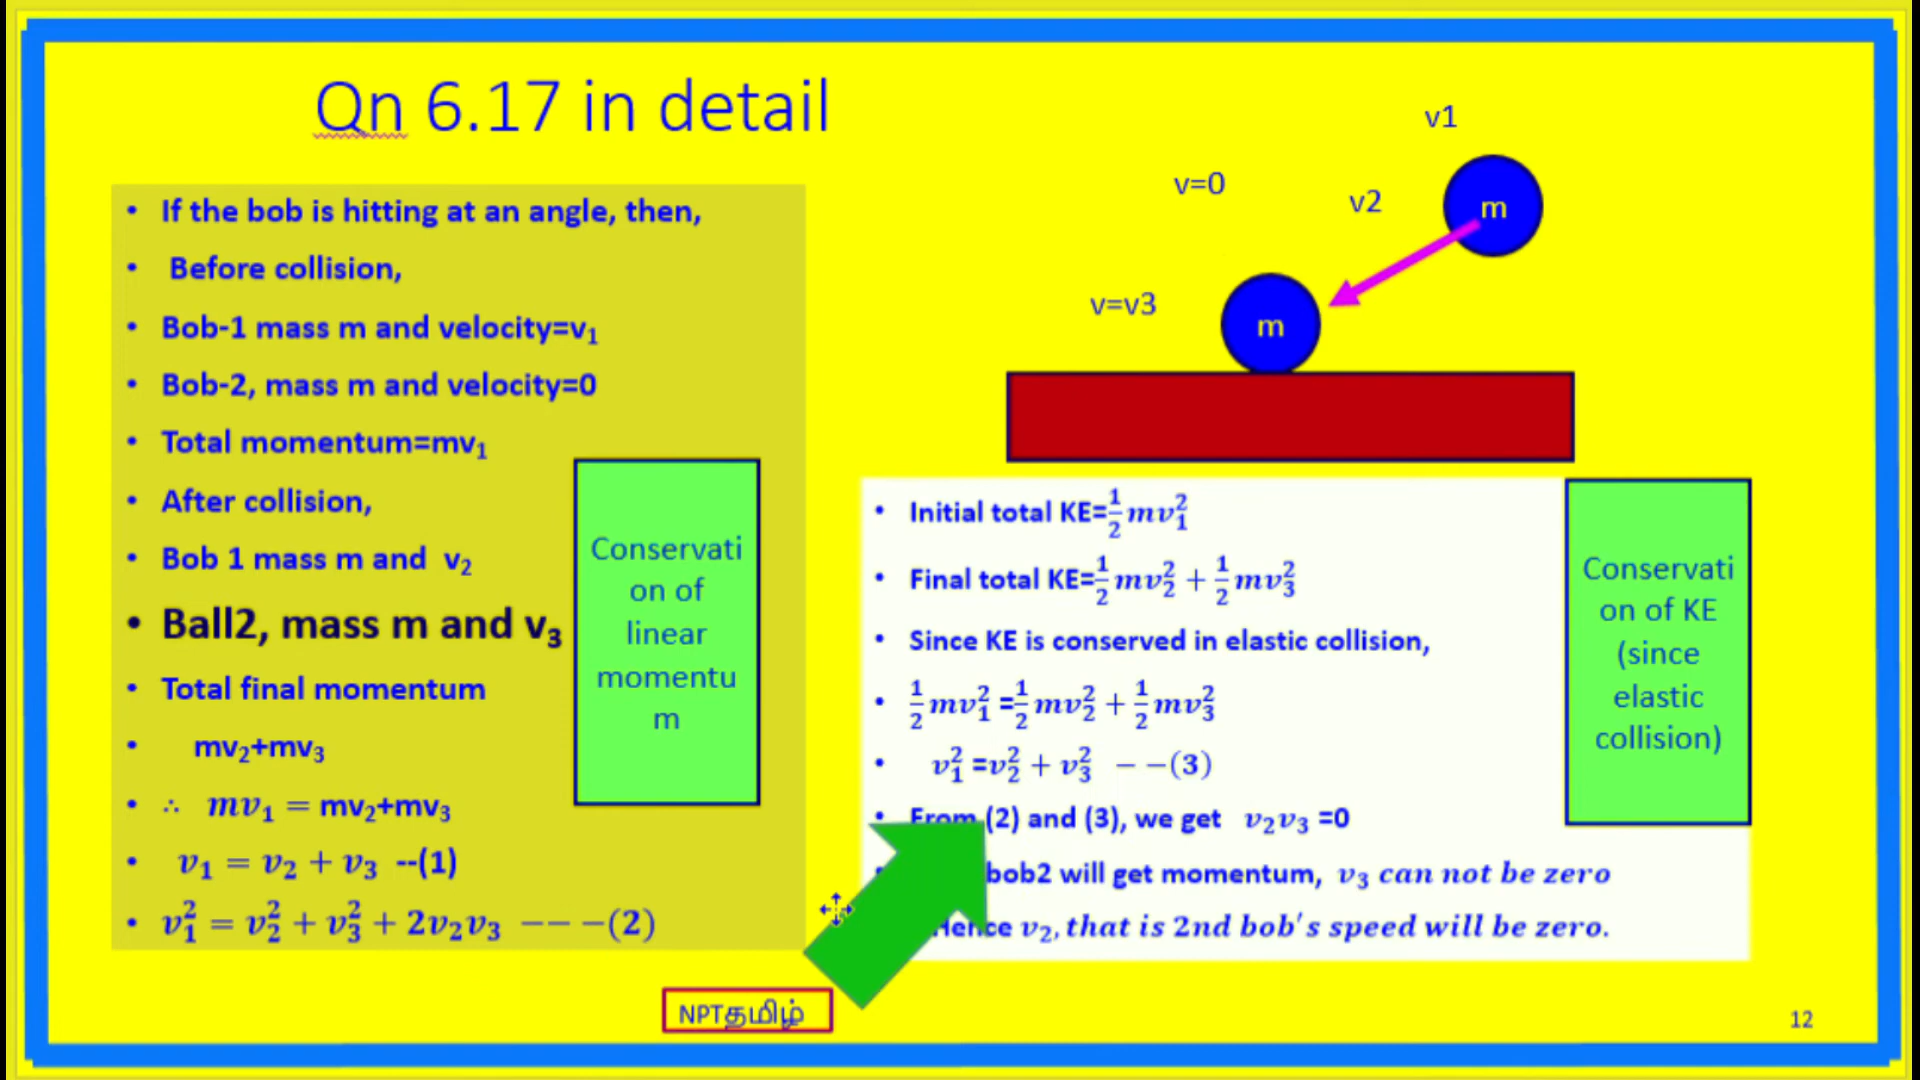 Qn 6.17 in detail
• If the bob is hitting at an angle, then,
• Before collision,
• Bob-1 mass m and velocity=v₁
• Bob-2, mass m and velocity=0
• Total momentum=mv₁
• After collision,
• Bob 1 mass m and v₂
• Ball2, mass m and v₃
• Total final momentum
• mv₂+mv₃
• ∴ mv₁ = mv₂+mv₃
• v₁ = v₂ + v₃ --(1)
• v₁² = v₂² + v₃² + 2v₂v₃ −− −(2)
Conservati
on of
linear
momentu
m
v1
v=0
v2
m
v=v3
m
• Initial total KE=½mv₁²
• Final total KE=½mv₂² + ½mv₃²
• Since KE is conserved in elastic collision,
• ½mv₁² =½mv₂² + ½mv₃²
• v₁² =v₂² + v₃² − −(3)
• From (2) and (3), we get v₂v₃ =0
bob2 will get momentum, v₃ can not be zero
Hence v₂, that is 2nd bob's speed will be zero.
Conservati
on of KE
(since
elastic
collision)
NPTதமிழ்
12